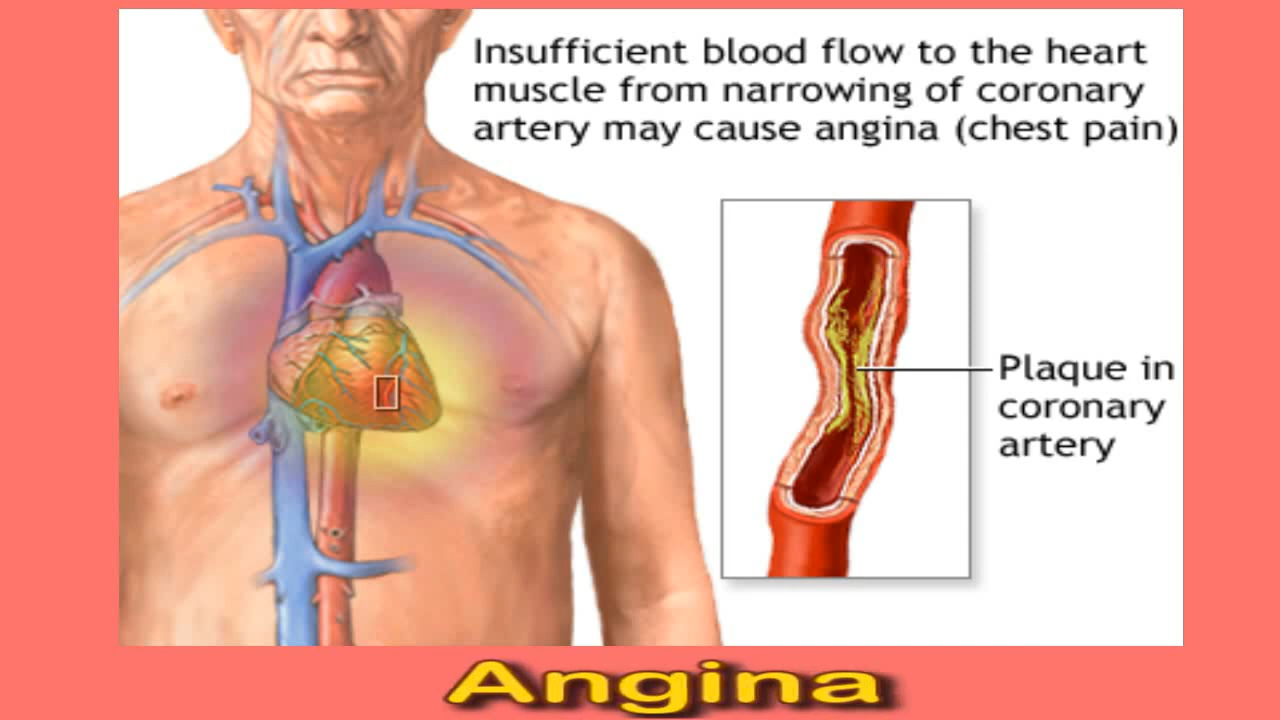 Insufficient blood flow to the heart
muscle from narrowing of coronary
artery may cause angina (chest pain)
Plaque in
coronary
artery
Angina